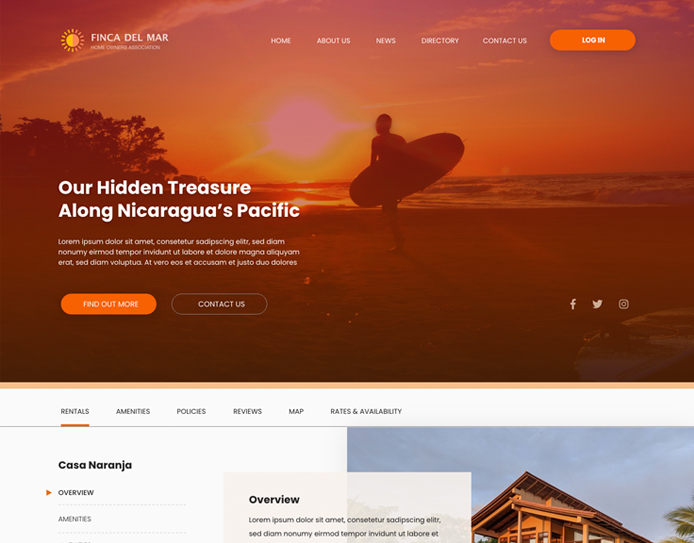 FINCA DEL MAR
HOME OWNERS ASSOCIATION
HOME
ABOUT US
NEWS
DIRECTORY
CONTACT US
LOG IN
Our Hidden Treasure
Along Nicaragua's Pacific
Lorem ipsum dolor sit amet, consetetur sadipscing elitr, sed diam
nonumy eirmod tempor invidunt ut labore et dolore magna aliquyam
erat, sed diam voluptua. At vero eos et accusam et justo duo dolores
FIND OUT MORE
CONTACT US
RENTALS
AMENITIES
POLICIES
REVIEWS
MAP
RATES & AVAILABILITY
Casa Naranja
OVERVIEW
AMENITIES
Overview
Lorem ipsum dolor sit amet, consetetur sadipscing elitr,
sed diam nonumy eirmod tempor invidunt ut labore et